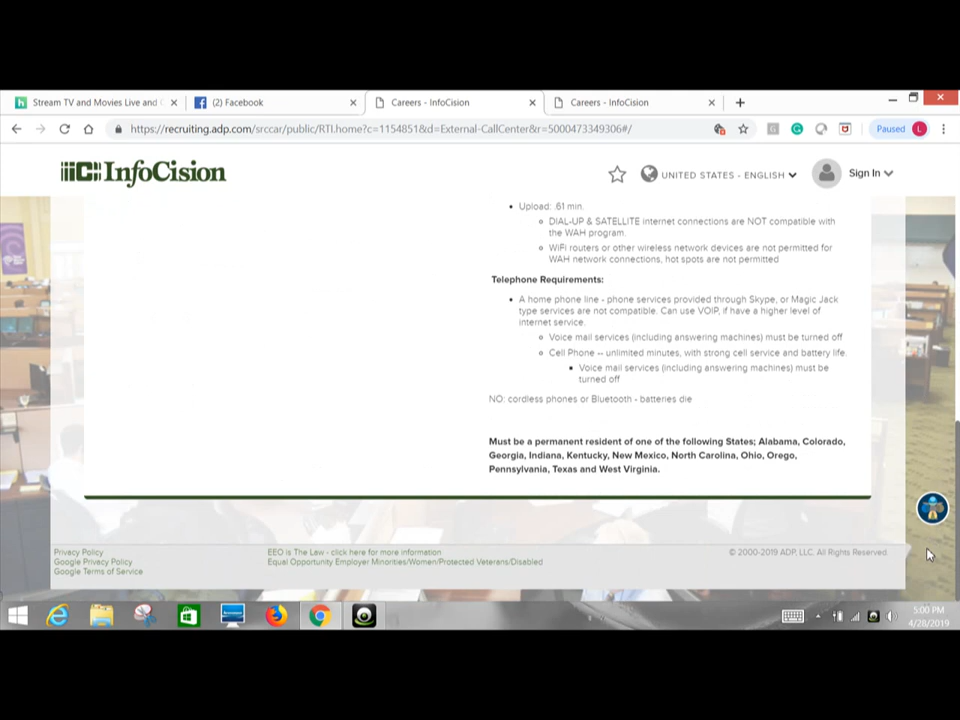 Stream TV and Movies Live and
(2) Facebook
Careers - InfoCision
Careers - InfoCision
https://recruiting.adp.com/srccar/public/RTI.home?c=1154851&d=External-CallCenter&r=5000473349306#/
Paused
L
InfoCision
UNITED STATES - ENGLISH
Sign In
Upload: .61 min.
DIAL-UP & SATELLITE internet connections are NOT compatible with
the WAH program.
WiFi routers or other wireless network devices are not permitted for
WAH network connections, hot spots are not permitted
Telephone Requirements:
A home phone line - phone services provided through Skype, or Magic Jack
type services are not compatible. Can use VOIP, if have a higher level of
internet service.
Voice mail services (including answering machines) must be turned off
Cell Phone -- unlimited minutes, with strong cell service and battery life.
Voice mail services (including answering machines) must be
turned off
NO: cordless phones or Bluetooth - batteries die
Must be a permanent resident of one of the following States; Alabama, Colorado,
Georgia, Indiana, Kentucky, New Mexico, North Carolina, Ohio, Orego,
Pennsylvania, Texas and West Virginia.
Privacy Policy
Google Privacy Policy
Google Terms of Service
EEO is The Law - click here for more information
Equal Opportunity Employer Minorities/Women/Protected Veterans/Disabled
© 2000-2019 ADP, LLC, All Rights Reserved.
5:00 PM
4/28/2019